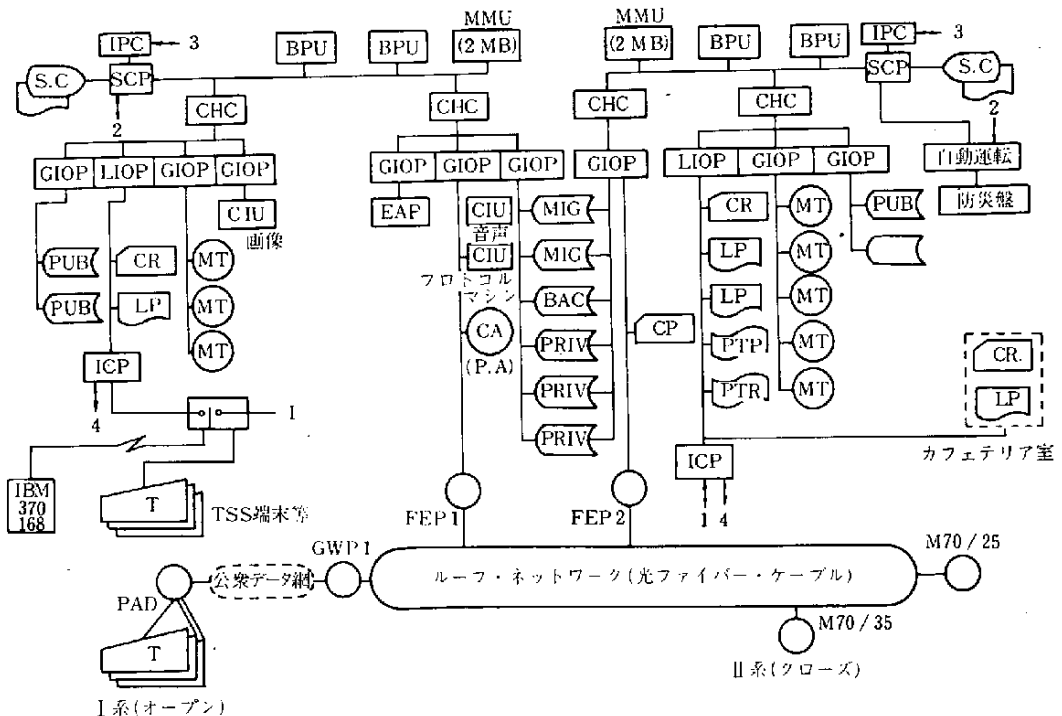 MMU
MMU
IPC
3
BPU
BPU
(2 MB)
(2 MB)
BPU
BPU
IPC
3
S.C
SCP
SCP
S.C
2
CHC
CHC
CHC
CHC
2
GIOP
LIOP
GIOP
GIOP
GIOP
GIOP
GIOP
GIOP
LIOP
GIOP
GIOP
自動運転
防災盤
CIU
画像
EAP
CIU
音声
CIU
フロトコル
マシン
CA
(P.A)
MIG
MIG
BAC
PRIV
PRIV
PRIV
CP
CR
LP
LP
PTP
PTR
MT
MT
MT
MT
MT
PUB
PUB
PUB
CR
LP
MT
MT
MT
ICP
4
1
CR.
LP
カフェテリア室
ICP
1
4
IBM
370
168
T
TSS端末等
FEP1
FEP2
GWP1
M70/25
公衆データ網
ルーフ・ネットワーク(光ファイバー・ケーブル)
PAD
T
M70/35
II系(クローズ)
I系(オープン)